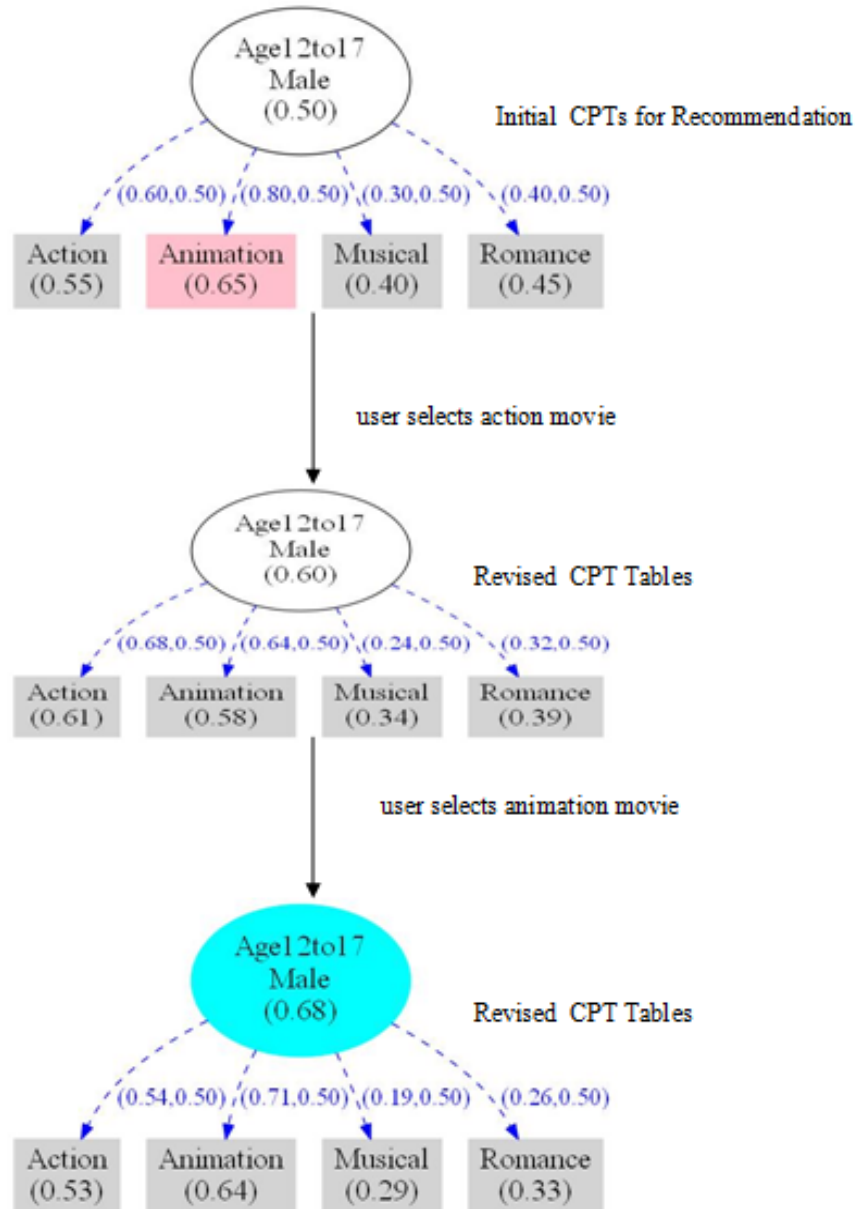 Age12to17
Male
(0.50)
Initial CPTs for Recommendation
(0.60,0.50) (0.80,0.50) (0.30,0.50) (0.40,0.50)
Action Animation Musical Romance
(0.55) (0.65) (0.40) (0.45)
user selects action movie
Age12to17
Male
(0.60)
Revised CPT Tables
(0.68,0.50) (0.64,0.50) (0.24,0.50) (0.32,0.50)
Action Animation Musical Romance
(0.61) (0.58) (0.34) (0.39)
user selects animation movie
Age12to17
Male
(0.68)
Revised CPT Tables
(0.54,0.50) (0.71,0.50) (0.19,0.50) (0.26,0.50)
Action Animation Musical Romance
(0.53) (0.64) (0.29) (0.33)